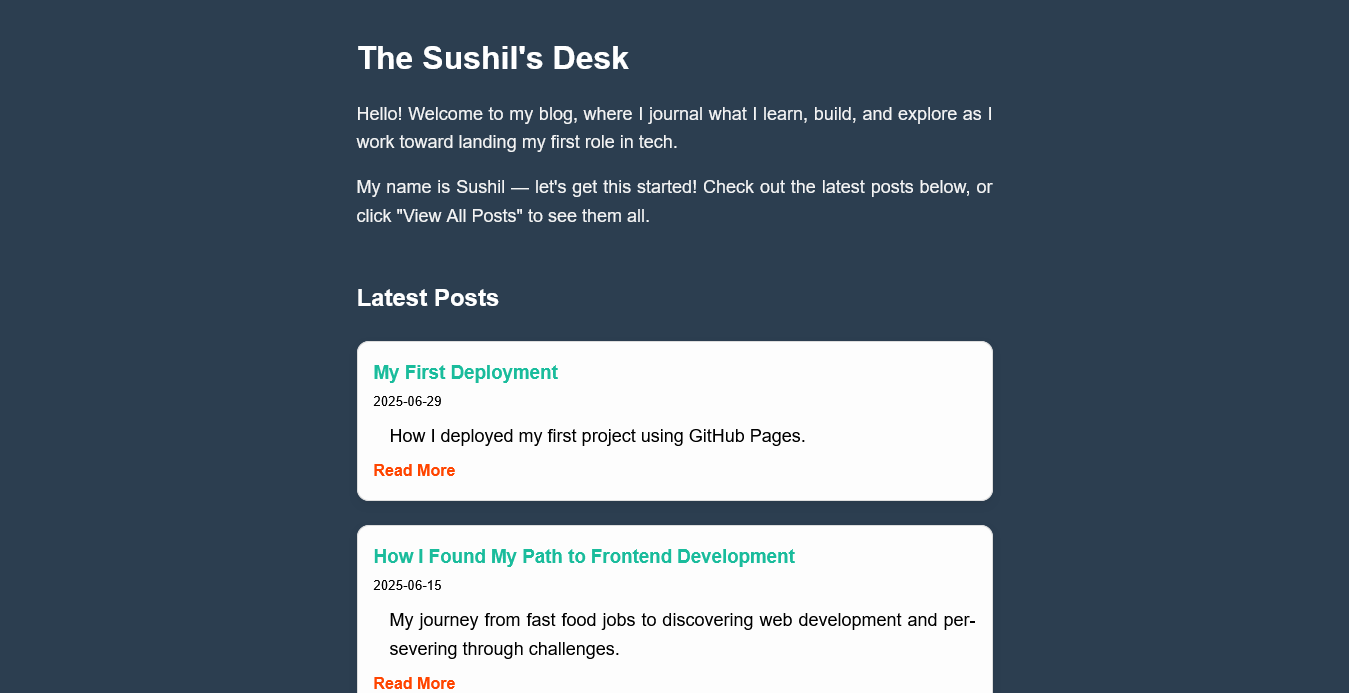 The Sushil's Desk
Hello! Welcome to my blog, where I journal what I learn, build, and explore as I
work toward landing my first role in tech.
My name is Sushil — let's get this started! Check out the latest posts below, or
click "View All Posts" to see them all.
Latest Posts
My First Deployment
2025-06-29
How I deployed my first project using GitHub Pages.
Read More
How I Found My Path to Frontend Development
2025-06-15
My journey from fast food jobs to discovering web development and per-
severing through challenges.
Read More